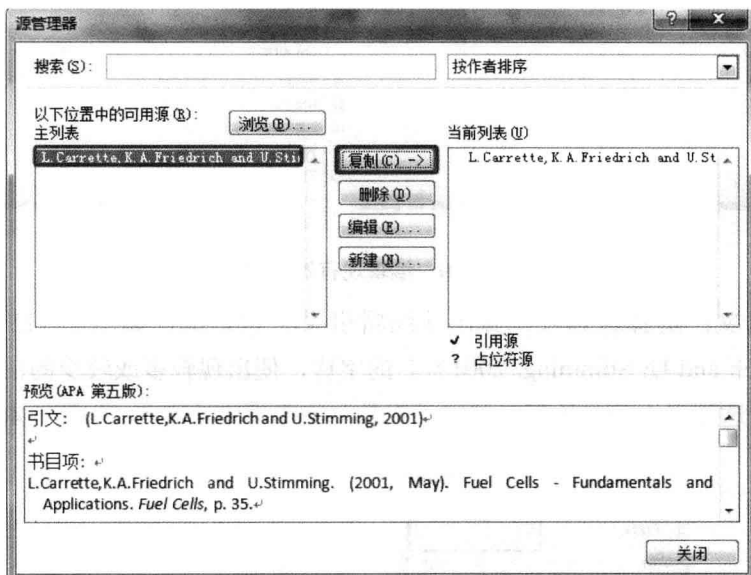 源管理器
搜索(S):
按作者排序
以下位置中的可用源(R):
浏览(B)...
主列表
当前列表(U)
L.Carrette,K.A.Friedrich and U.Sti
复制(C) ->
L.Carrette,K.A.Friedrich and U.St
删除(D)
编辑(E)...
新建(N)...
✓ 引用源
? 占位符源
预览(APA 第五版):
引文: (L.Carrette,K.A.Friedrich and U.Stimming, 2001)↵
↵
书目项: ↵
L.Carrette,K.A.Friedrich and U.Stimming. (2001, May). Fuel Cells - Fundamentals and
Applications. Fuel Cells, p. 35.↵
关闭